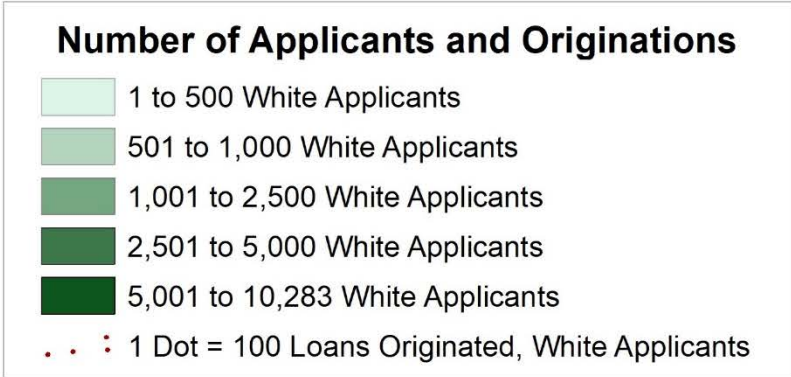 Number of Applicants and Originations
1 to 500 White Applicants
501 to 1,000 White Applicants
1,001 to 2,500 White Applicants
2,501 to 5,000 White Applicants
5,001 to 10,283 White Applicants
1 Dot = 100 Loans Originated, White Applicants